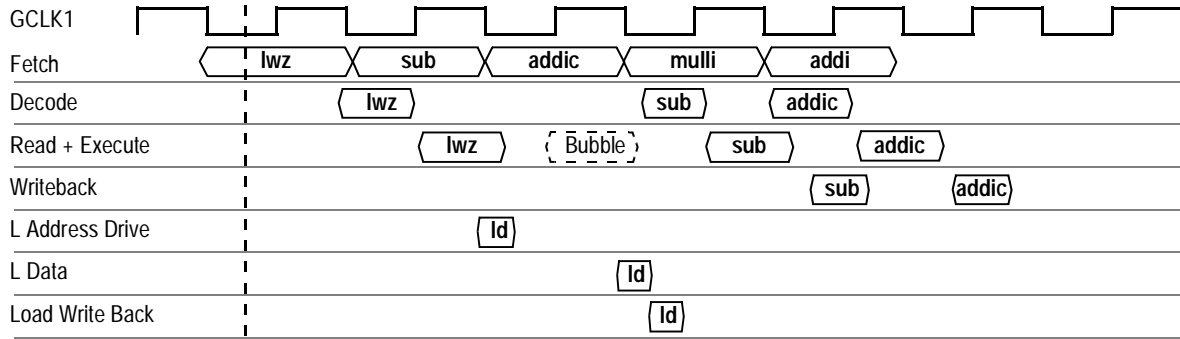 GCLK1
Fetch lwz sub addic mulli addi
Decode lwz sub addic
Read + Execute lwz Bubble sub addic
Writeback sub addic
L Address Drive ld
L Data ld
Load Write Back ld